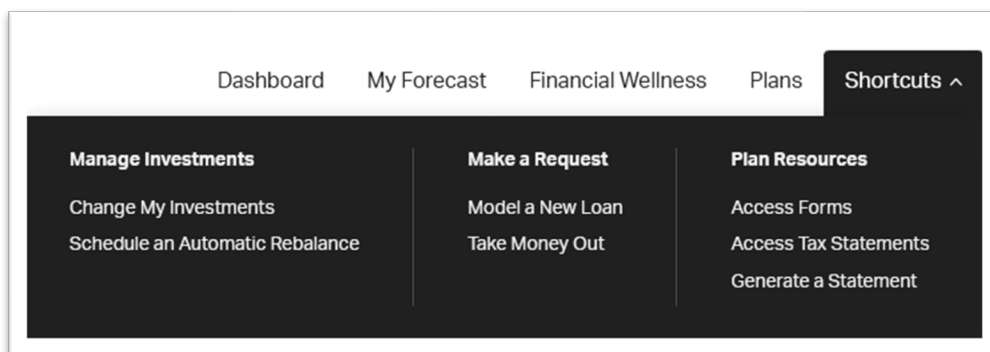 Dashboard My Forecast Financial Wellness Plans Shortcuts
Manage Investments
Change My Investments
Schedule an Automatic Rebalance
Make a Request
Model a New Loan
Take Money Out
Plan Resources
Access Forms
Access Tax Statements
Generate a Statement